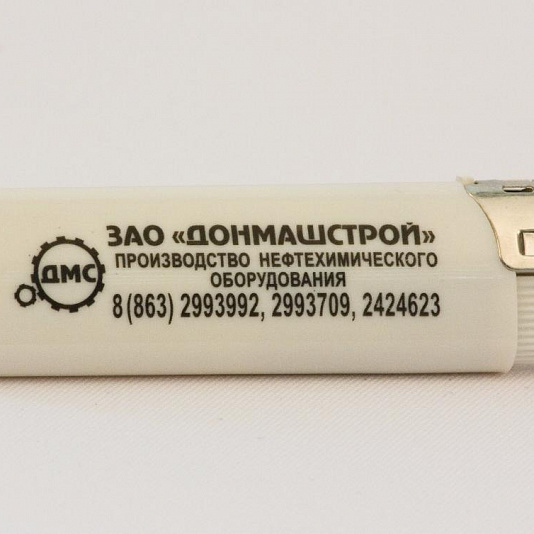 ДМС
ЗАО «ДОНМАШСТРОЙ»
ПРОИЗВОДСТВО НЕФТЕХИМИЧЕСКОГО
ОБОРУДОВАНИЯ
8 (863) 2993992, 2993709, 2424623